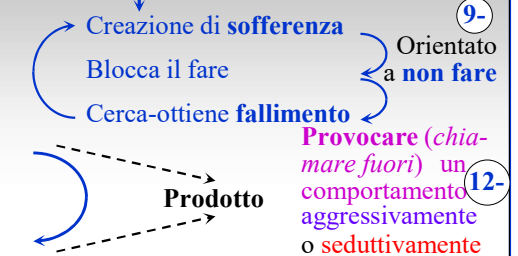 9-
Creazione di sofferenza
Orientato
a non fare
Blocca il fare
Cerca-ottiene fallimento
Provocare (chia-
mare fuori) un
comportamento
12-
aggressivamente
o seduttivamente
Prodotto